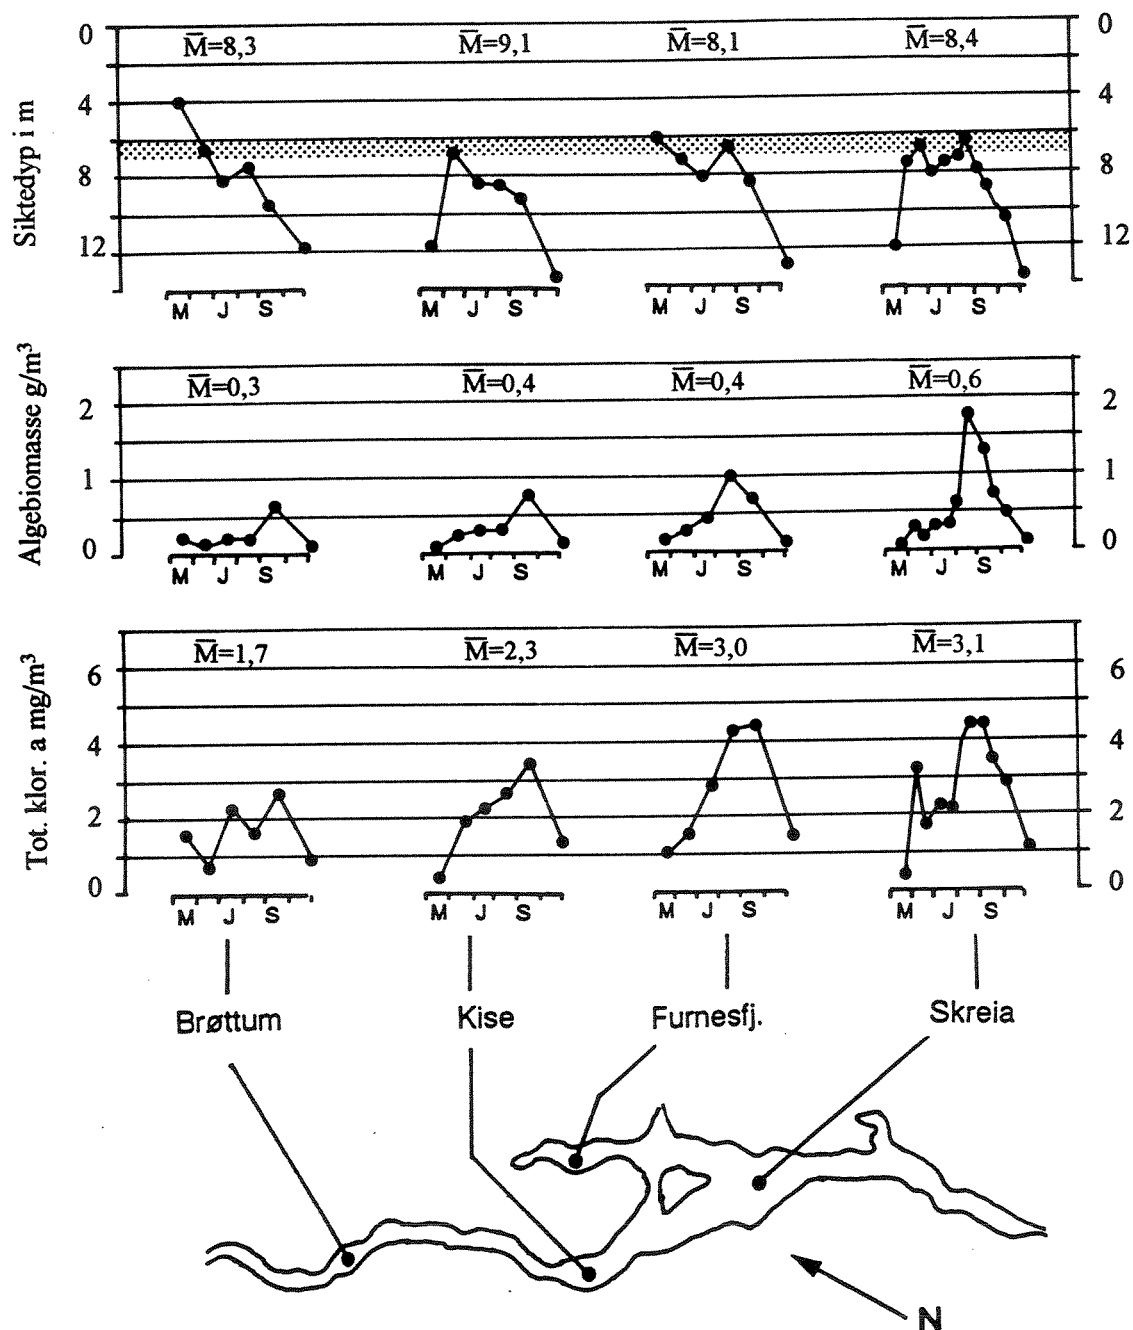 Siktedyp i m
0 M̅=8,3 M̅=9,1 M̅=8,1 M̅=8,4 0
4 4
8 8
12 12
M J S M J S M J S M J S
Algebiomasse g/m³
M̅=0,3 M̅=0,4 M̅=0,4 M̅=0,6
2 2
1 1
0 0
M J S M J S M J S M J S
Tot. klor. a mg/m³
M̅=1,7 M̅=2,3 M̅=3,0 M̅=3,1
6 6
4 4
2 2
0 0
M J S M J S M J S M J S
Brøttum Kise Furnesfj. Skreia
N